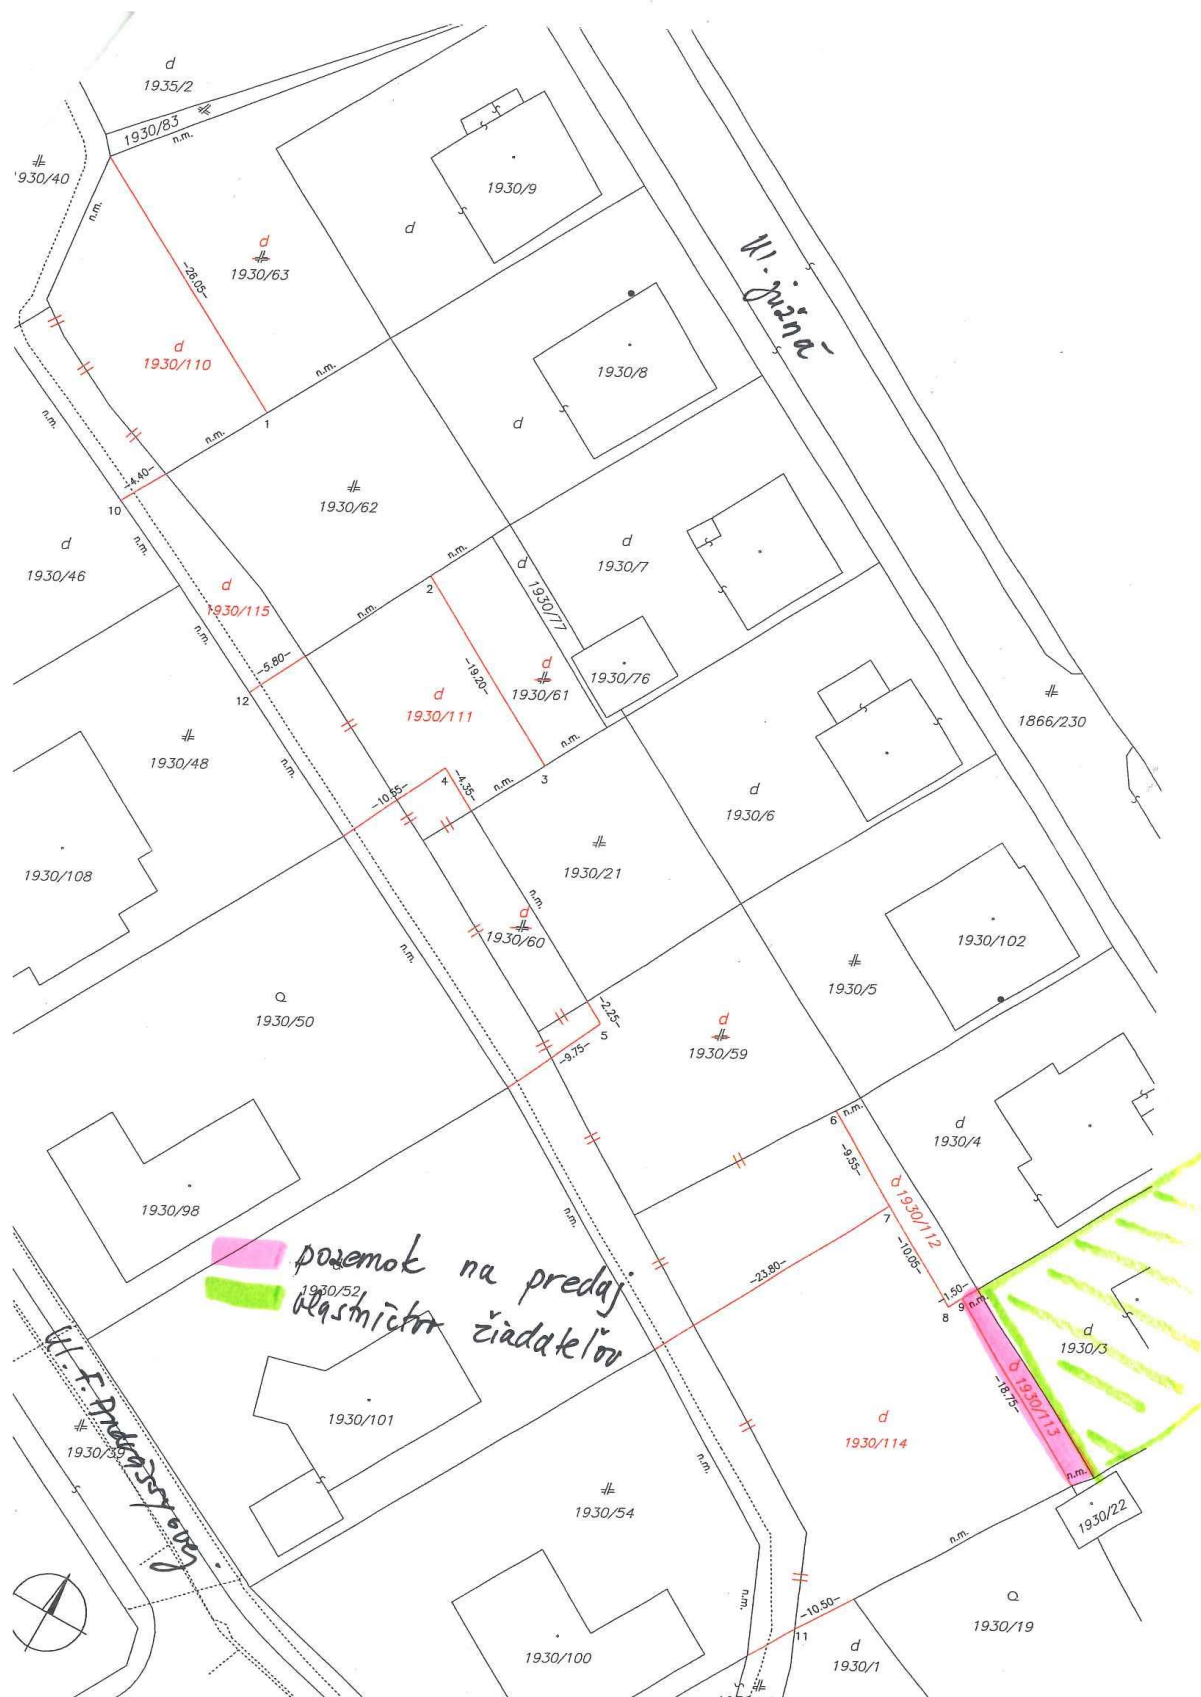 d
1935/2
1930/83
n.m.
1930/40
n.m.
1930/9
d
d
1930/63
-26.05-
Ul. južná
d
1930/110
n.m.
1930/8
n.m.
1
n.m.
d
-4.40-
10
1930/62
n.m.
d
1930/46
d
1930/7
n.m.
d
1930/77
2
d
1930/115
n.m.
n.m.
-5.80-
12
-19.20-
d
1930/61
1930/76
d
1930/111
1866/230
1930/48
n.m.
n.m.
3
4
-4.35-
n.m.
-10.65-
d
1930/6
1930/108
1930/21
n.m.
d
1930/60
1930/102
n.m.
1930/5
1930/50
-2.25-
5
-9.75-
d
1930/59
6
n.m.
d
1930/4
-9.55-
1930/98
n.m.
7
d 1930/112
-10.05-
-23.80-
-1.50-
8
9
n.m.
pozemok na predaj
1930/52
vlastníctvo žiadateľov
d
1930/3
-18.75-
d 1930/113
Ul. F. Andrássyovej
1930/39
1930/101
d
1930/114
n.m.
n.m.
1930/22
1930/54
n.m.
n.m.
-10.50-
11
1930/19
d
1930/1
1930/100